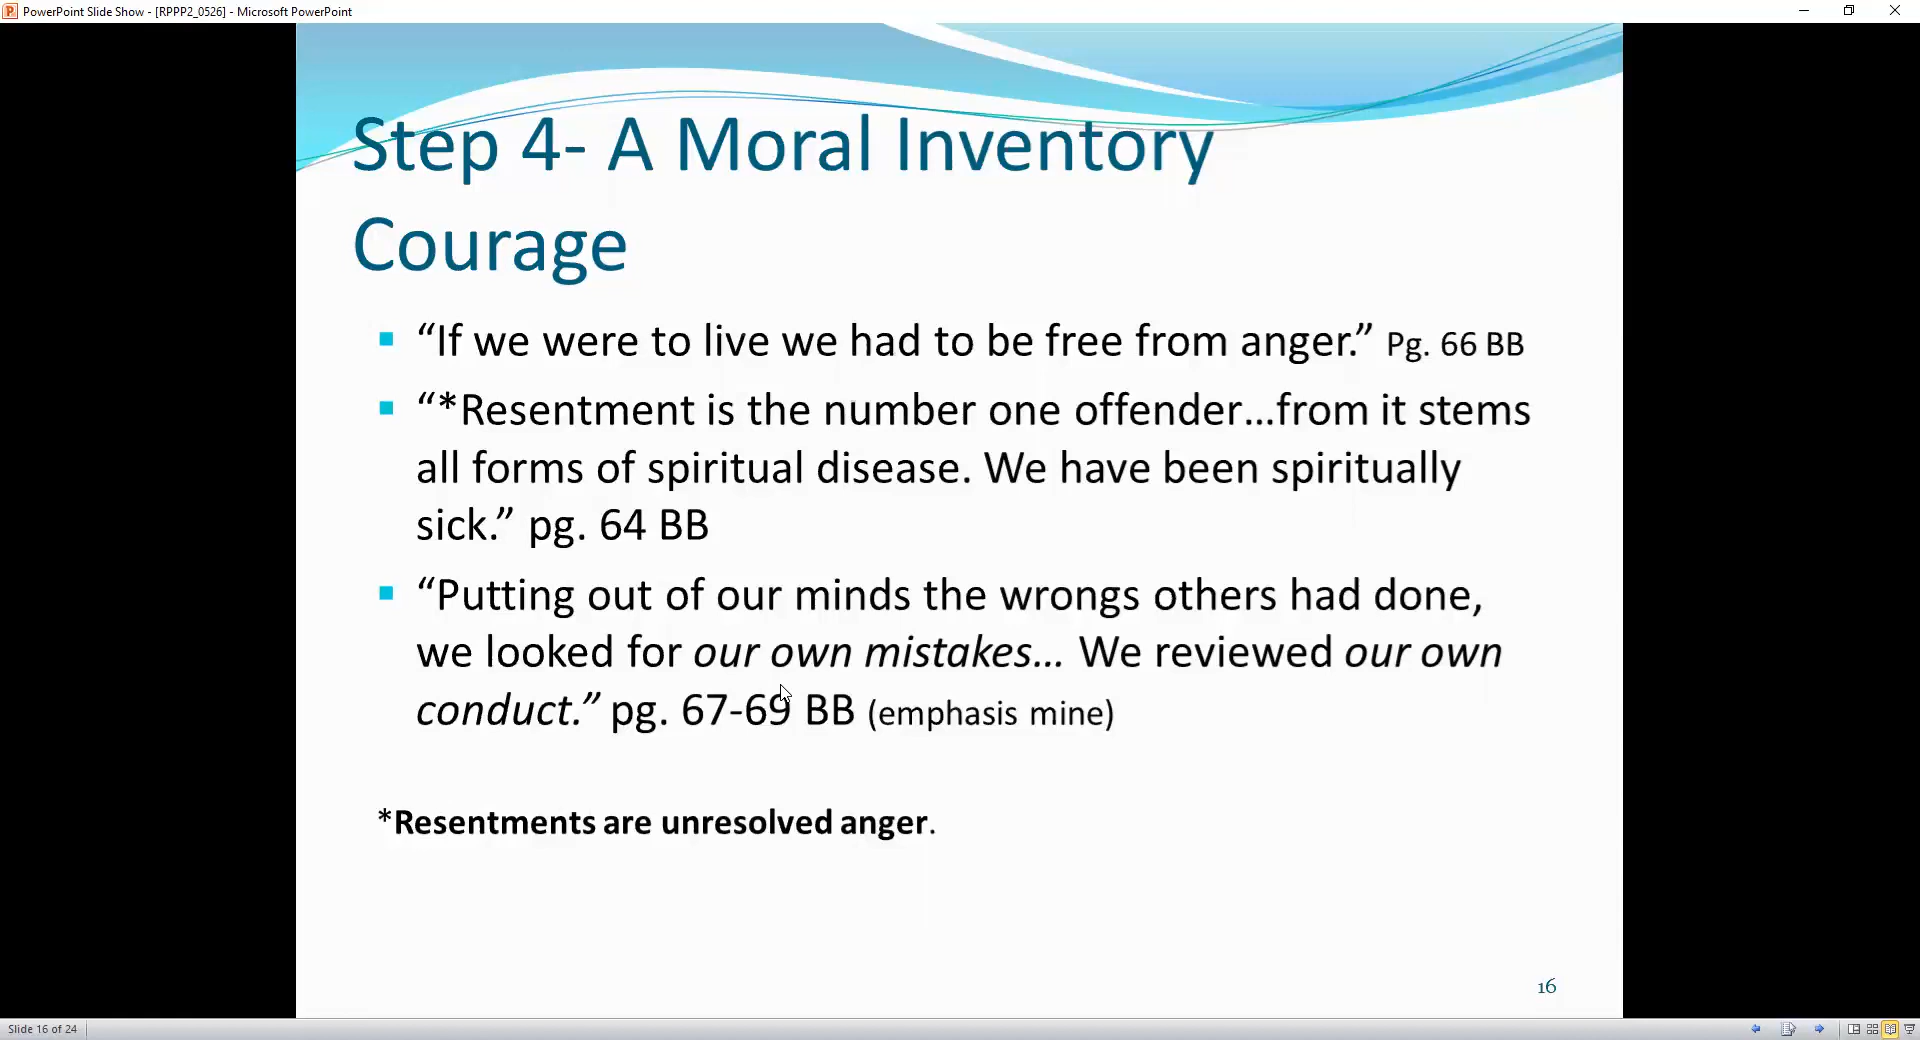 PowerPoint Slide Show - [RPPP2_0526] - Microsoft PowerPoint
Step 4- A Moral Inventory
Courage
“If we were to live we had to be free from anger.” Pg. 66 BB
“*Resentment is the number one offender…from it stems
all forms of spiritual disease. We have been spiritually
sick.” pg. 64 BB
“Putting out of our minds the wrongs others had done,
we looked for our own mistakes… We reviewed our own
conduct.” pg. 67-69 BB (emphasis mine)
*Resentments are unresolved anger.
16
Slide 16 of 24